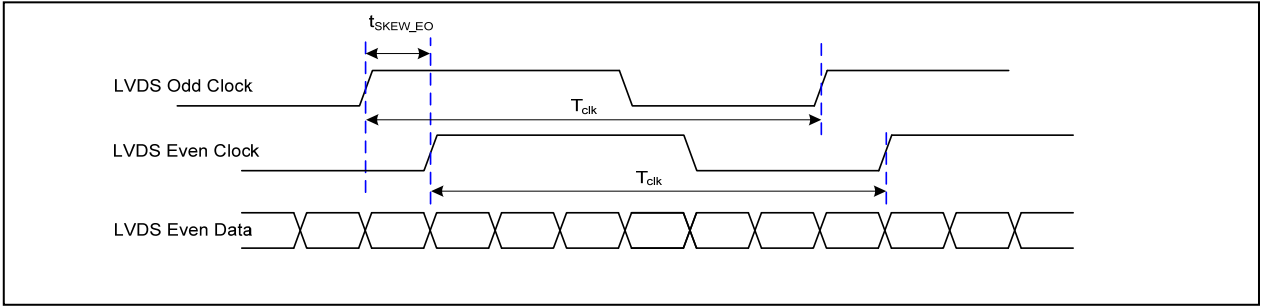 tSKEW_EO
LVDS Odd Clock
Tclk
LVDS Even Clock
Tclk
LVDS Even Data